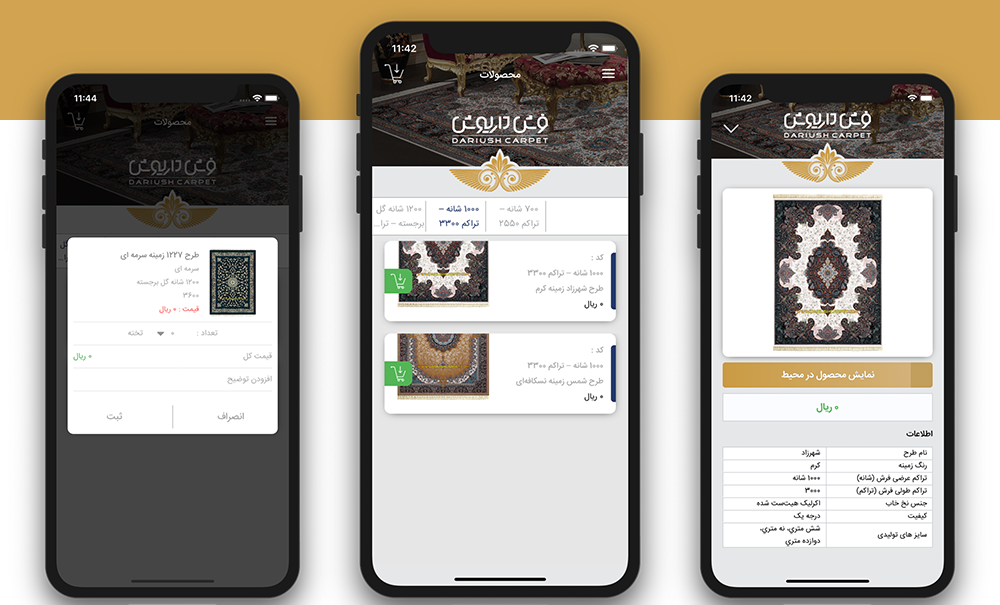 11:44
محصولات
فرش داریوش
DARIUSH CARPET
طرح ۱۲۲۷ زمینه سرمه ای
سرمه ای
۱۲۰۰ شانه گل برجسته
۳۶۰۰
قیمت : ۰ ریال
تعداد : ۰ تخته
قیمت کل ۰ ریال
افزودن توضیح
انصراف ثبت
11:42
محصولات
فرش داریوش
DARIUSH CARPET
۷۰۰ شانه –
تراکم ۲۵۵۰
۱۰۰۰ شانه –
تراکم ۳۳۰۰
۱۲۰۰ شانه گل
برجسته – ترا...
کد :
۱۰۰۰ شانه – تراکم ۳۳۰۰
طرح شهرزاد زمینه کرم
۰ ریال
کد :
۱۰۰۰ شانه – تراکم ۳۳۰۰
طرح شمس زمینه نسکافه‌ای
۰ ریال
11:42
فرش داریوش
DARIUSH CARPET
نمایش محصول در محیط
۰ ریال
اطلاعات
نام طرح شهرزاد
رنگ زمینه کرم
تراکم عرضی فرش (شانه) ۱۰۰۰ شانه
تراکم طولی فرش (تراکم) ۳۰۰۰
جنس نخ خاب اکرلیک هیت‌ست شده
کیفیت درجه یک
سایز های تولیدی شش متری، نه متری،
دوازده متری